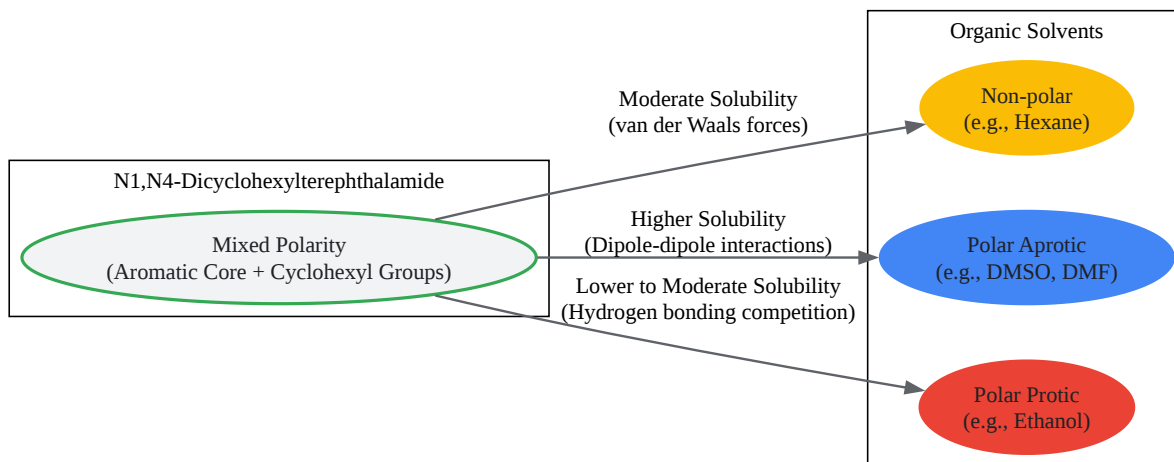 Organic Solvents
Non-polar
(e.g., Hexane)
Moderate Solubility
(van der Waals forces)
N1,N4-Dicyclohexylterephthalamide
Mixed Polarity
(Aromatic Core + Cyclohexyl Groups)
Higher Solubility
(Dipole-dipole interactions)
Polar Aprotic
(e.g., DMSO, DMF)
Lower to Moderate Solubility
(Hydrogen bonding competition)
Polar Protic
(e.g., Ethanol)